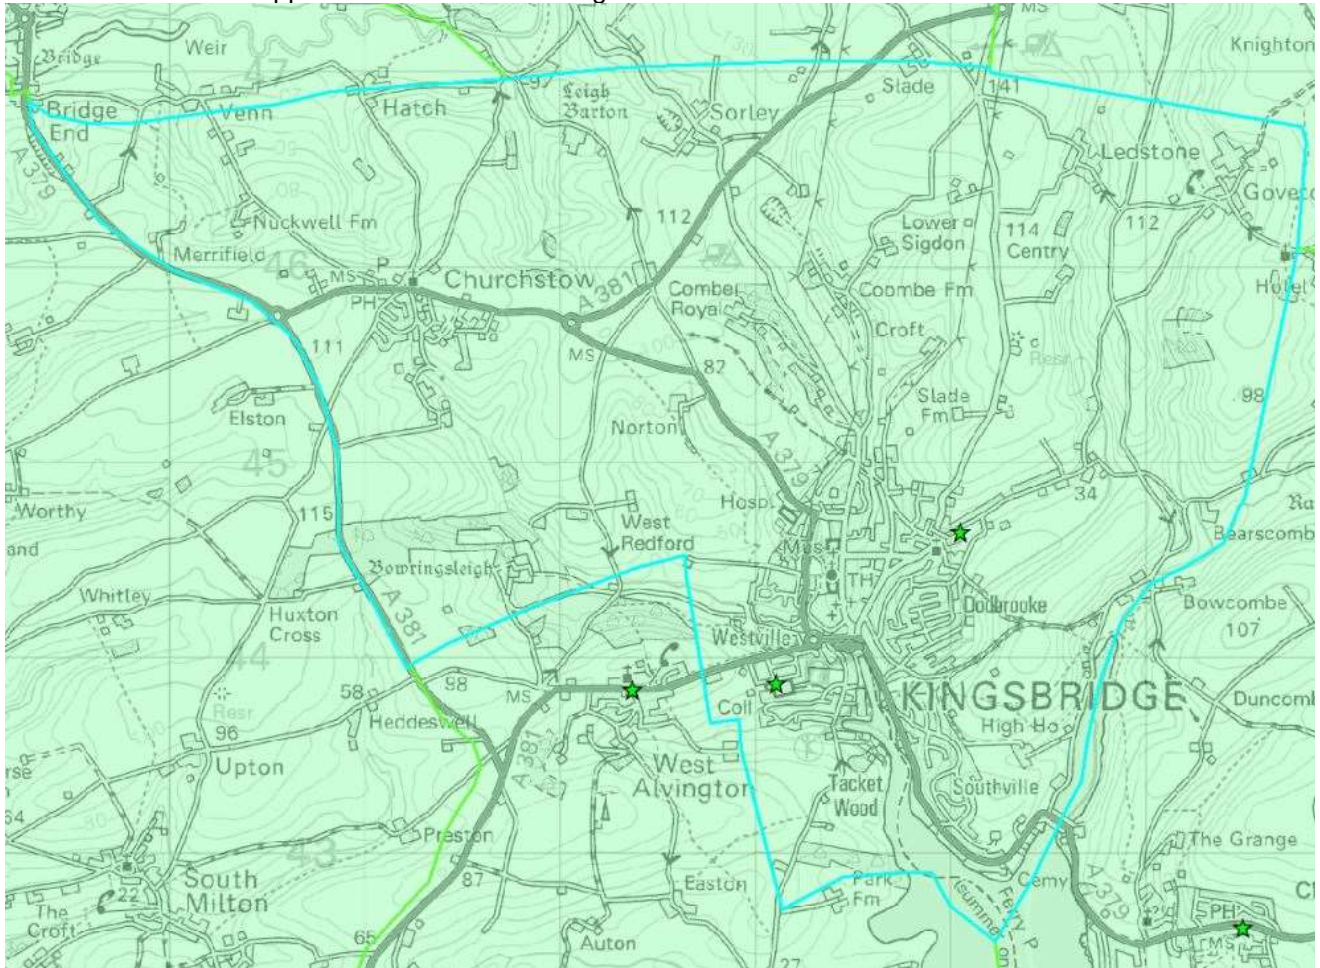 MS
Weir
Bridge
47
Knighton
97
Leigh
Barton
Slade
141
Bridge
End
Venn
Hatch
Sorley
A 379
Ledstone
Nuckwell Fm
112
Lower
Sigdon
114
Centry
112
Merrifield
46
MS
P
PH
Churchstow
A 381
Combe
Royal
Coombe Fm
Hotel
Croft
111
MS
87
Resr
Slade
Fm
98
Elston
Norton
A 379
45
34
Worthy
115
Hosp
West
Redford
Mus
Bearscomb
and
Bowringsleigh
TH
Whitley
Dodbrooke
Bowcombe
107
Huxton
Cross
A 381
Westville
44
58
98
MS
KINGSBRIDGE
Duncomb
Resr
Heddeswell
Coll
High Ho
96
Upton
A 381
West
Alvington
Tacket
Wood
Southville
64
Preston
43
The Grange
South
Milton
87
Easton
Park
Fm
Cemy
A 379
22
The
Croft
Ferry P
PH
MS
65
Auton
27